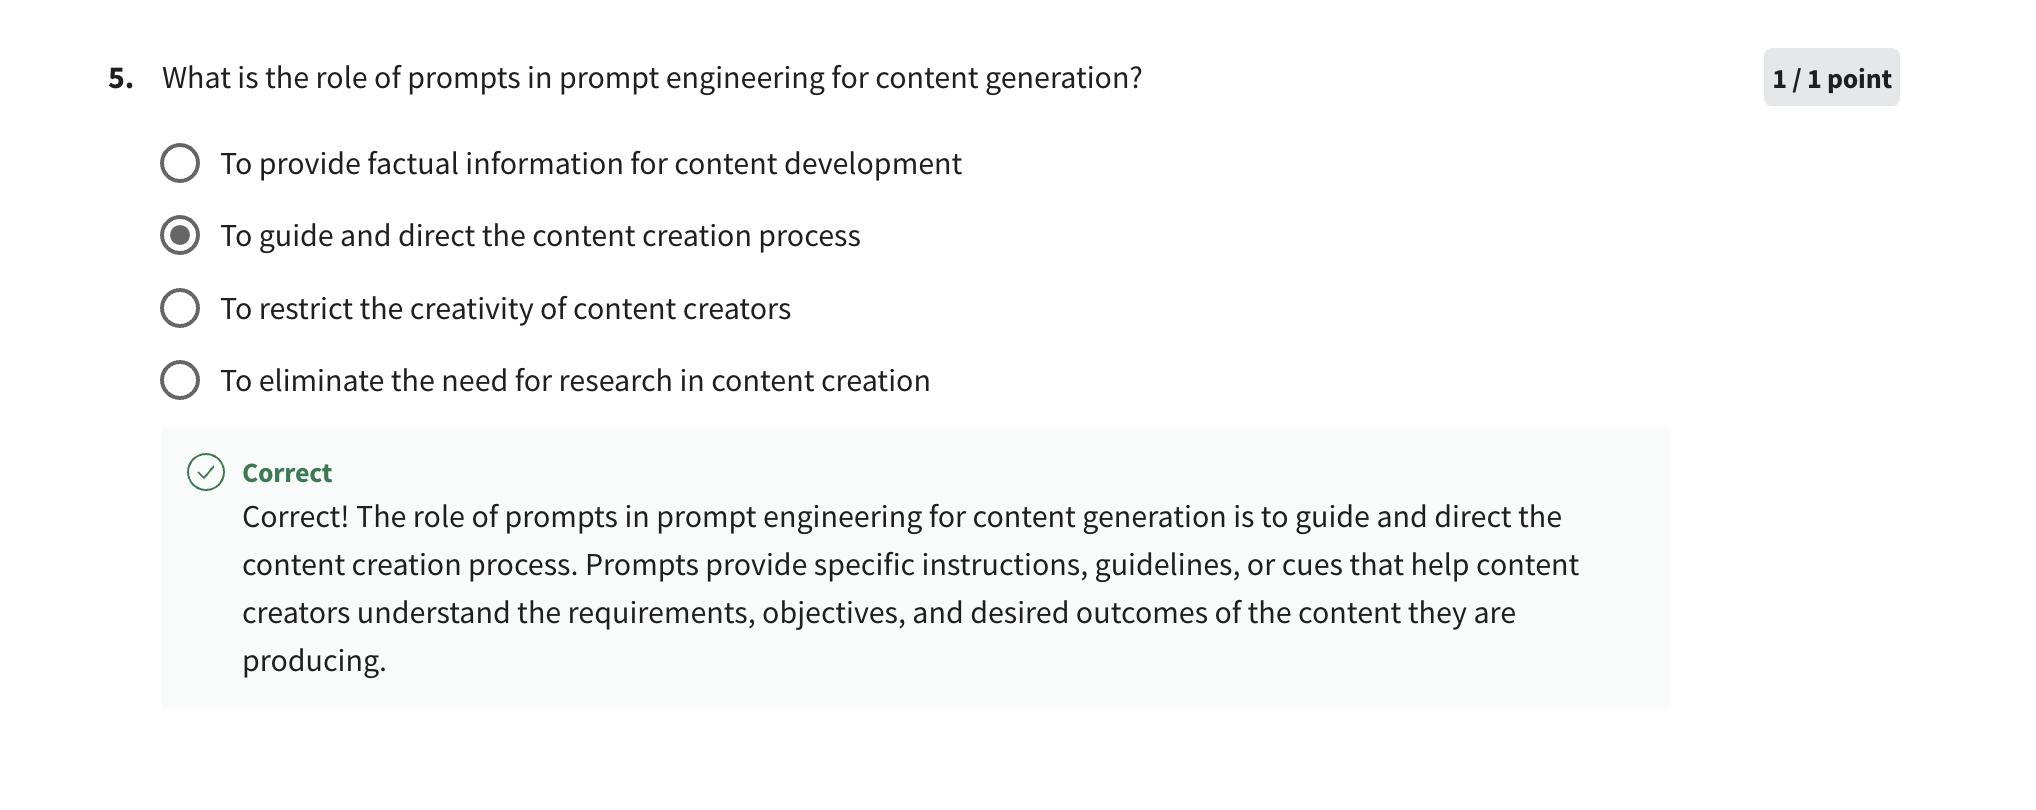 5. What is the role of prompts in prompt engineering for content generation?
1 / 1 point
To provide factual information for content development
To guide and direct the content creation process
To restrict the creativity of content creators
To eliminate the need for research in content creation
Correct
Correct! The role of prompts in prompt engineering for content generation is to guide and direct the
content creation process. Prompts provide specific instructions, guidelines, or cues that help content
creators understand the requirements, objectives, and desired outcomes of the content they are
producing.